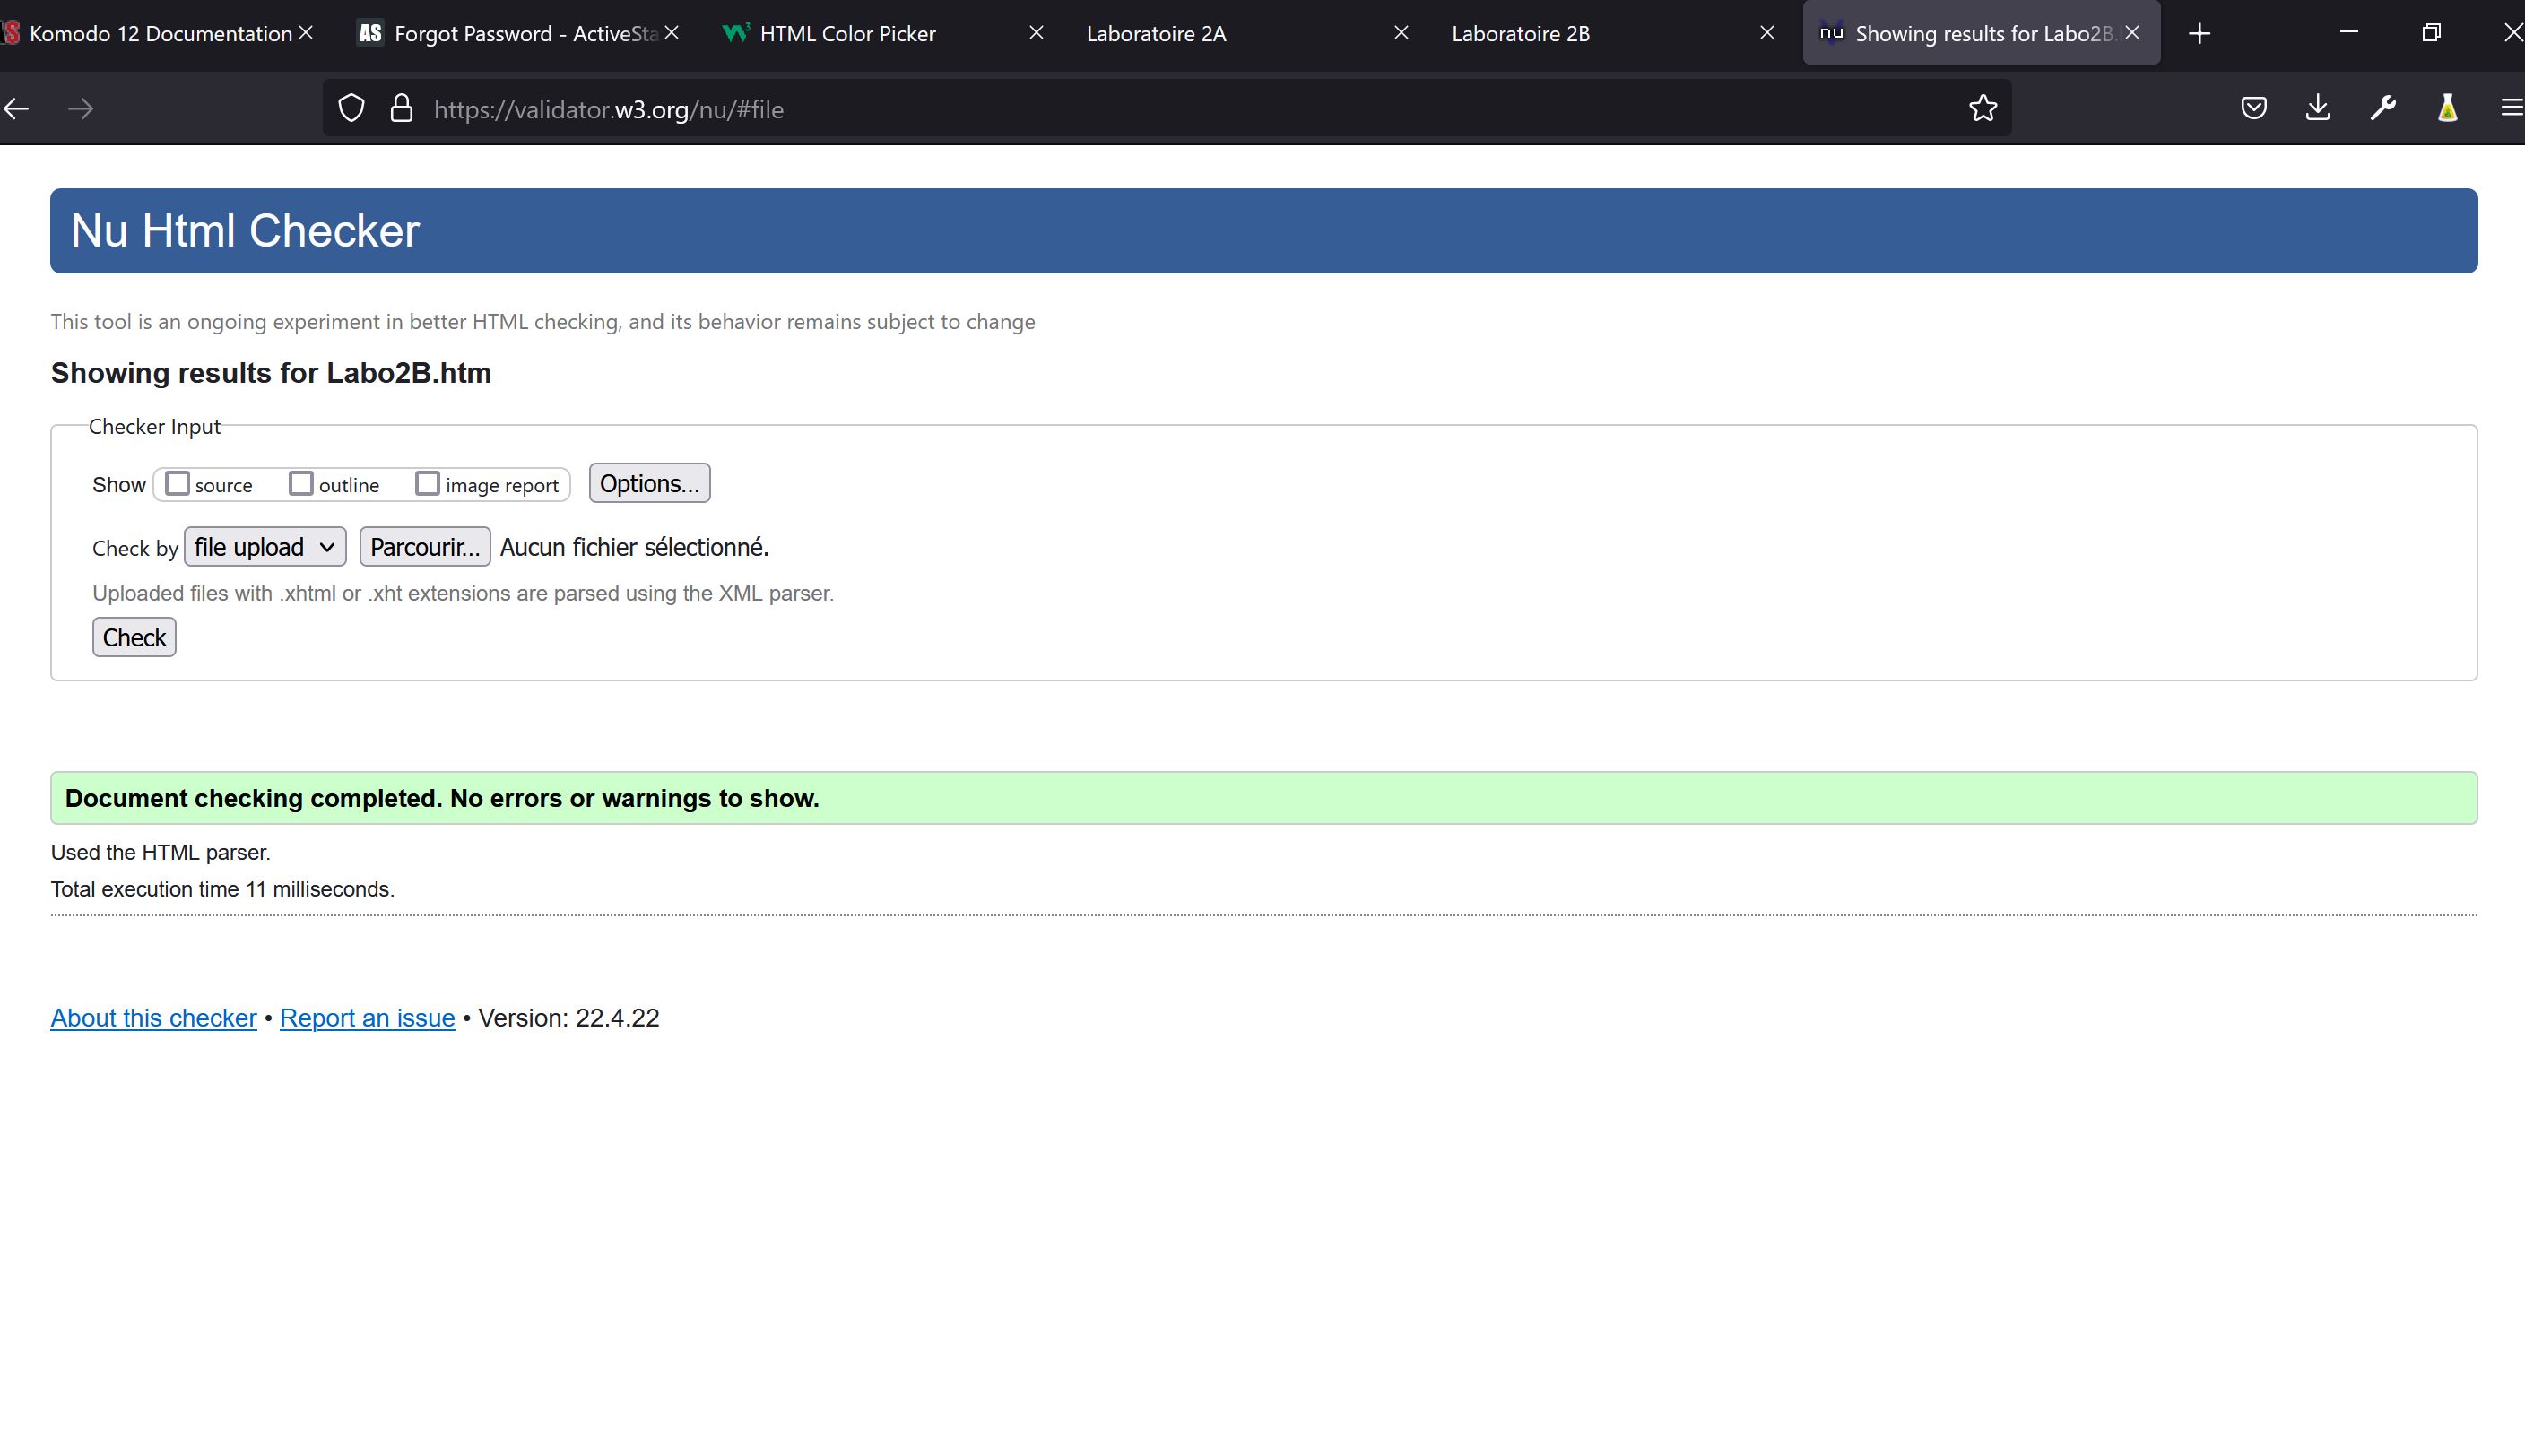 Komodo 12 Documentation
AS Forgot Password - ActiveSta
HTML Color Picker
Laboratoire 2A
Laboratoire 2B
nu Showing results for Labo2B.
https://validator.w3.org/nu/#file
Nu Html Checker
This tool is an ongoing experiment in better HTML checking, and its behavior remains subject to change
Showing results for Labo2B.htm
Checker Input
Show source outline image report Options...
Check by file upload Parcourir... Aucun fichier sélectionné.
Uploaded files with .xhtml or .xht extensions are parsed using the XML parser.
Check
Document checking completed. No errors or warnings to show.
Used the HTML parser.
Total execution time 11 milliseconds.
About this checker • Report an issue • Version: 22.4.22